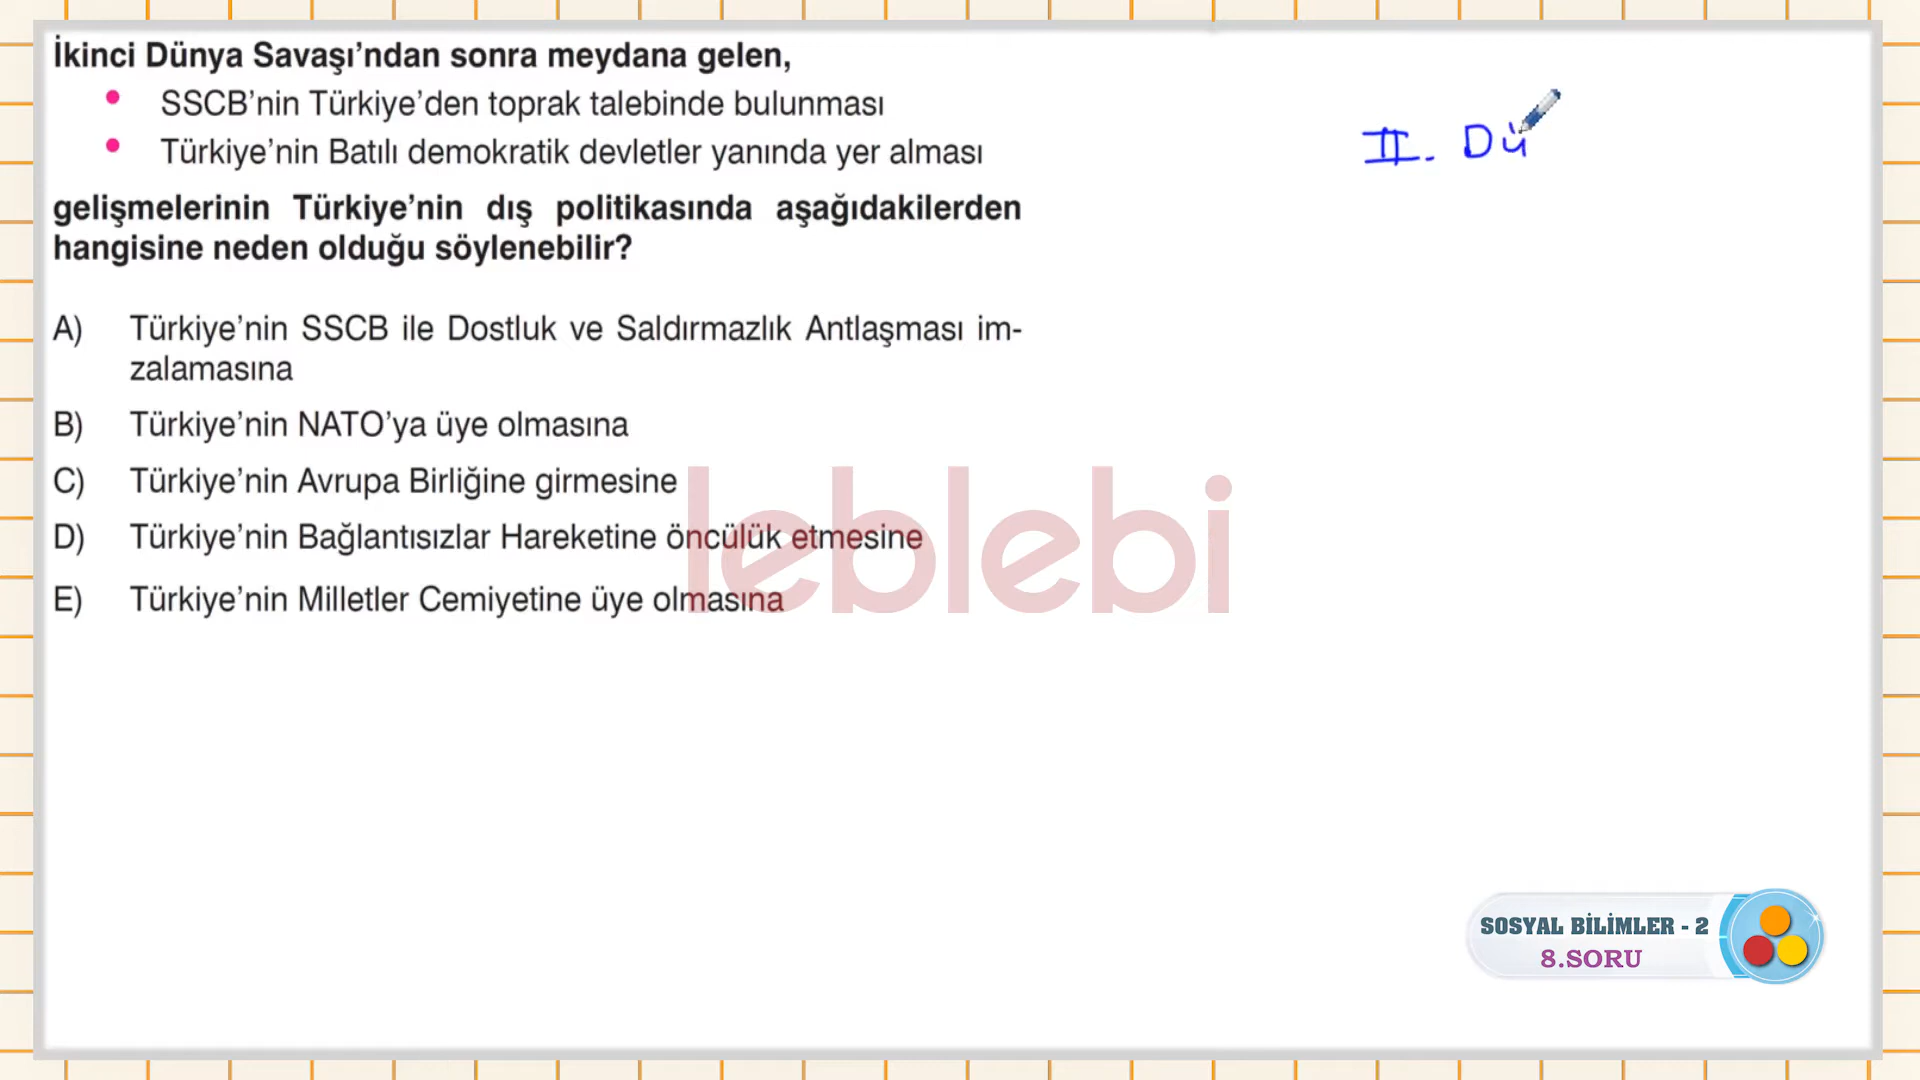 İkinci Dünya Savaşı’ndan sonra meydana gelen,
• SSCB’nin Türkiye’den toprak talebinde bulunması
• Türkiye’nin Batılı demokratik devletler yanında yer alması
gelişmelerinin Türkiye’nin dış politikasında aşağıdakilerden
hangisine neden olduğu söylenebilir?
A) Türkiye’nin SSCB ile Dostluk ve Saldırmazlık Antlaşması im-
zalamasına
B) Türkiye’nin NATO’ya üye olmasına
C) Türkiye’nin Avrupa Birliğine girmesine
D) Türkiye’nin Bağlantısızlar Hareketine öncülük etmesine
E) Türkiye’nin Milletler Cemiyetine üye olmasına
II. Dü
leblebi
SOSYAL BİLİMLER - 2
8.SORU